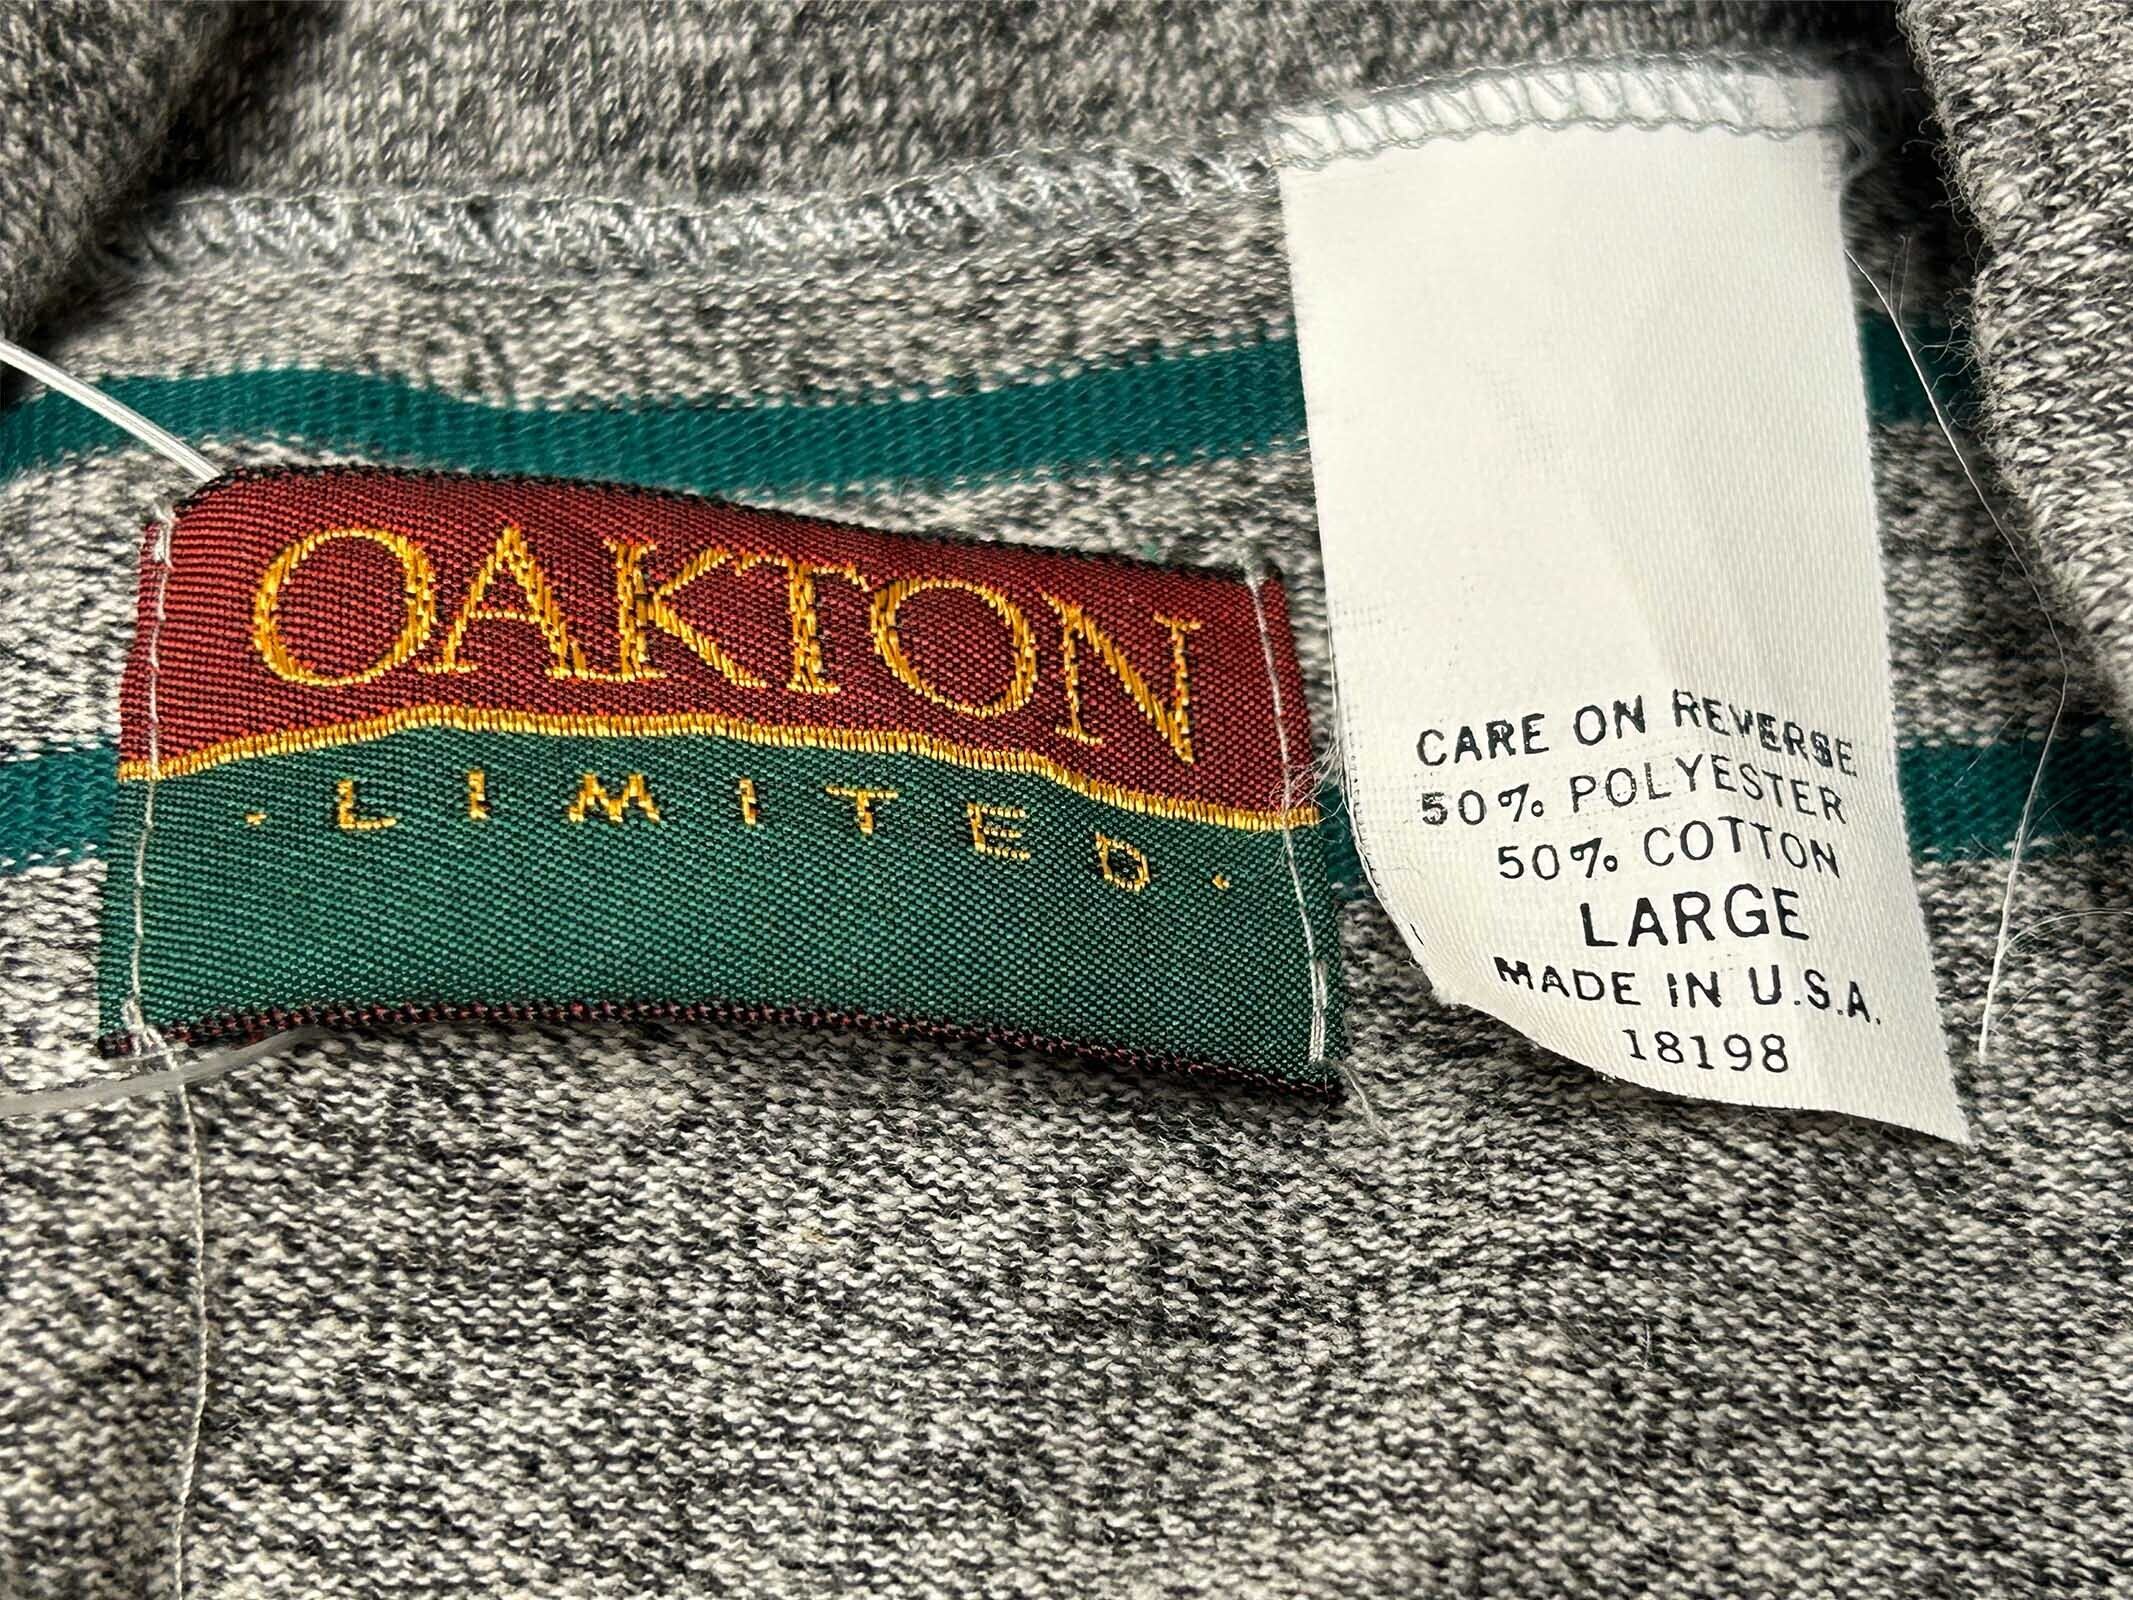 OAKTON
· LIMITED ·
CARE ON REVERSE
50% POLYESTER
50% COTTON
LARGE
MADE IN U.S.A.
18198